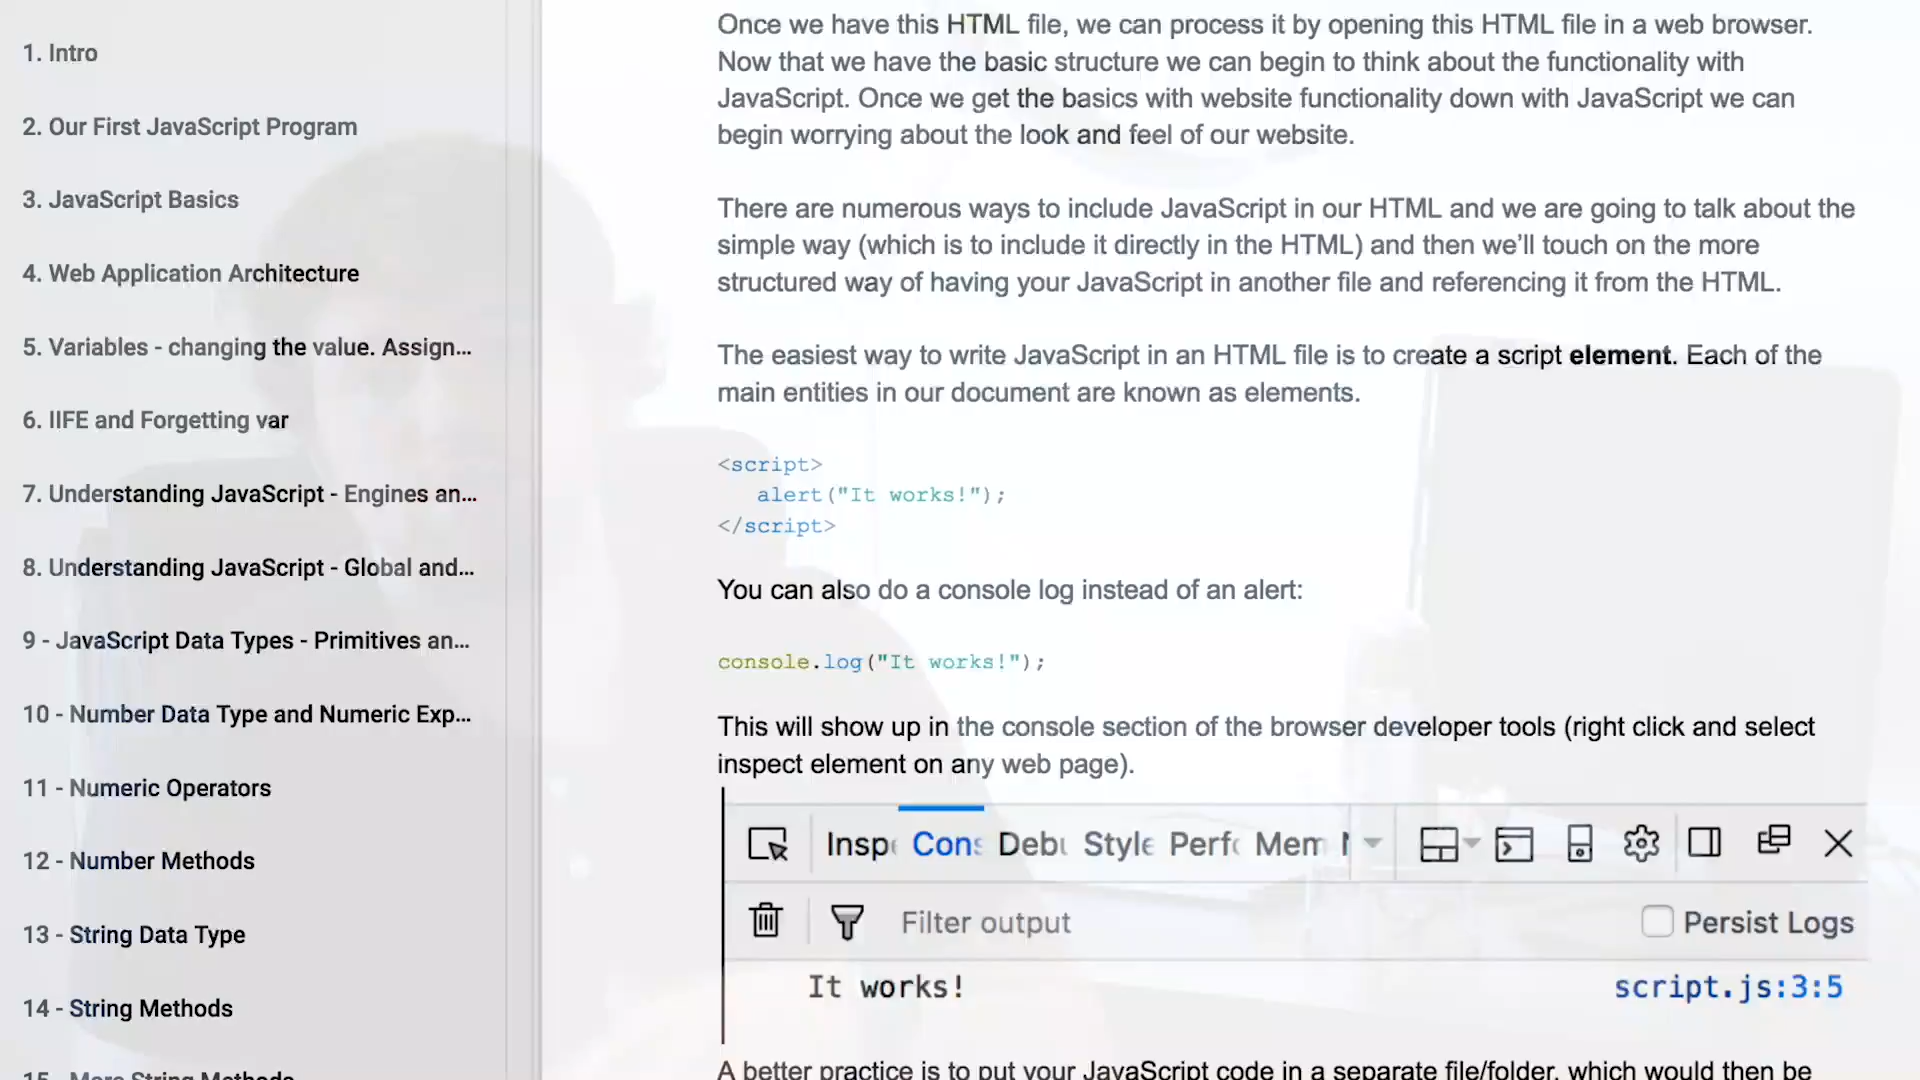 1. Intro
2. Our First JavaScript Program
3. JavaScript Basics
4. Web Application Architecture
5. Variables - changing the value. Assign...
6. IIFE and Forgetting var
7. Understanding JavaScript - Engines an...
8. Understanding JavaScript - Global and...
9 - JavaScript Data Types - Primitives an...
10 - Number Data Type and Numeric Exp...
11 - Numeric Operators
12 - Number Methods
13 - String Data Type
14 - String Methods
15 - More String Methods
Once we have this HTML file, we can process it by opening this HTML file in a web browser.
Now that we have the basic structure we can begin to think about the functionality with
JavaScript. Once we get the basics with website functionality down with JavaScript we can
begin worrying about the look and feel of our website.
There are numerous ways to include JavaScript in our HTML and we are going to talk about the
simple way (which is to include it directly in the HTML) and then we'll touch on the more
structured way of having your JavaScript in another file and referencing it from the HTML.
The easiest way to write JavaScript in an HTML file is to create a script element. Each of the
main entities in our document are known as elements.
<script>
alert("It works!");
</script>
You can also do a console log instead of an alert:
console.log("It works!");
This will show up in the console section of the browser developer tools (right click and select
inspect element on any web page).
Inspe Cons Debu Style Perfo Mem
Filter output Persist Logs
It works! script.js:3:5
A better practice is to put your JavaScript code in a separate file/folder, which would then be